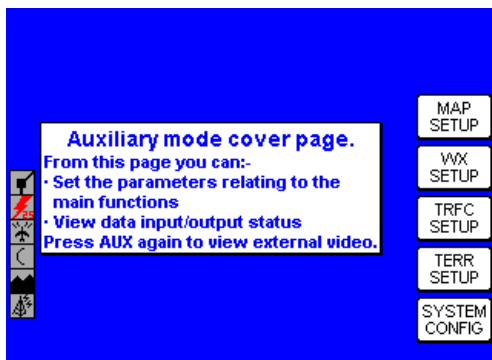 Auxiliary mode cover page.
From this page you can:-
· Set the parameters relating to the
main functions
· View data input/output status
Press AUX again to view external video.
25
MAP
SETUP
WX
SETUP
TRFC
SETUP
TERR
SETUP
SYSTEM
CONFIG